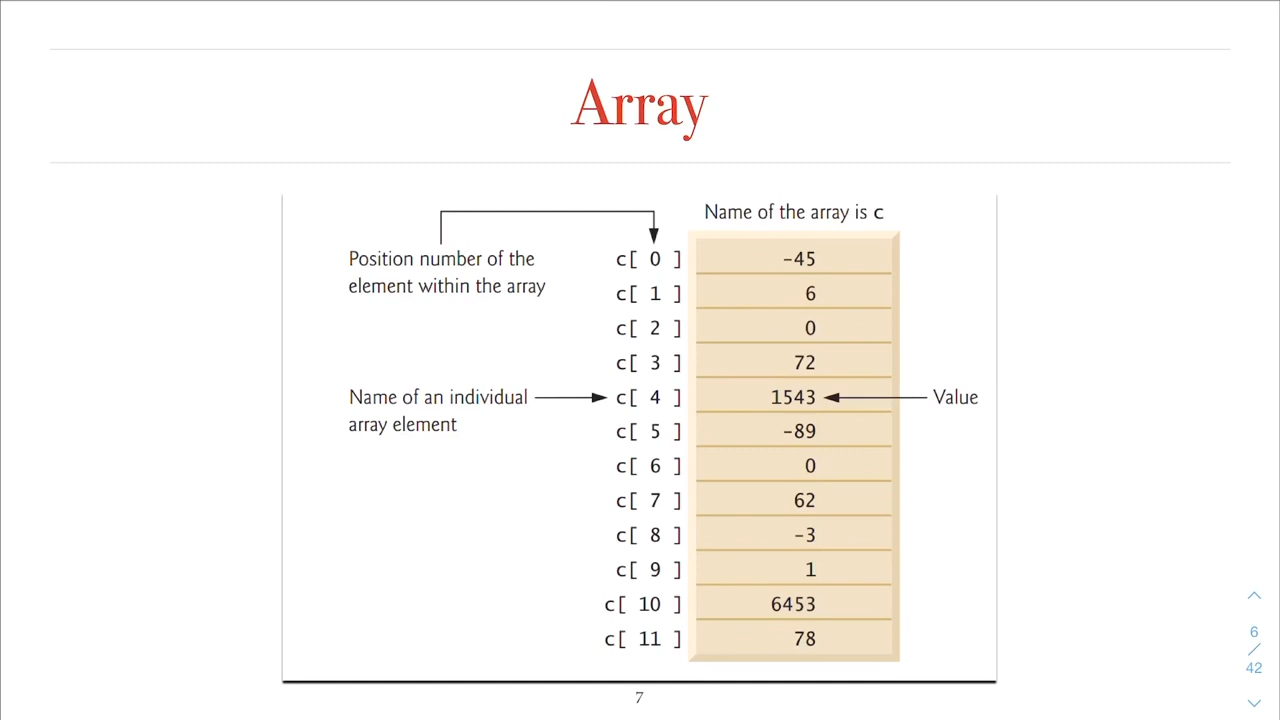 Array
Name of the array is c
Position number of the
element within the array
c[ 0 ] -45
c[ 1 ] 6
c[ 2 ] 0
c[ 3 ] 72
Name of an individual
array element
c[ 4 ] 1543
Value
c[ 5 ] -89
c[ 6 ] 0
c[ 7 ] 62
c[ 8 ] -3
c[ 9 ] 1
c[ 10 ] 6453
c[ 11 ] 78
7
6
/
42